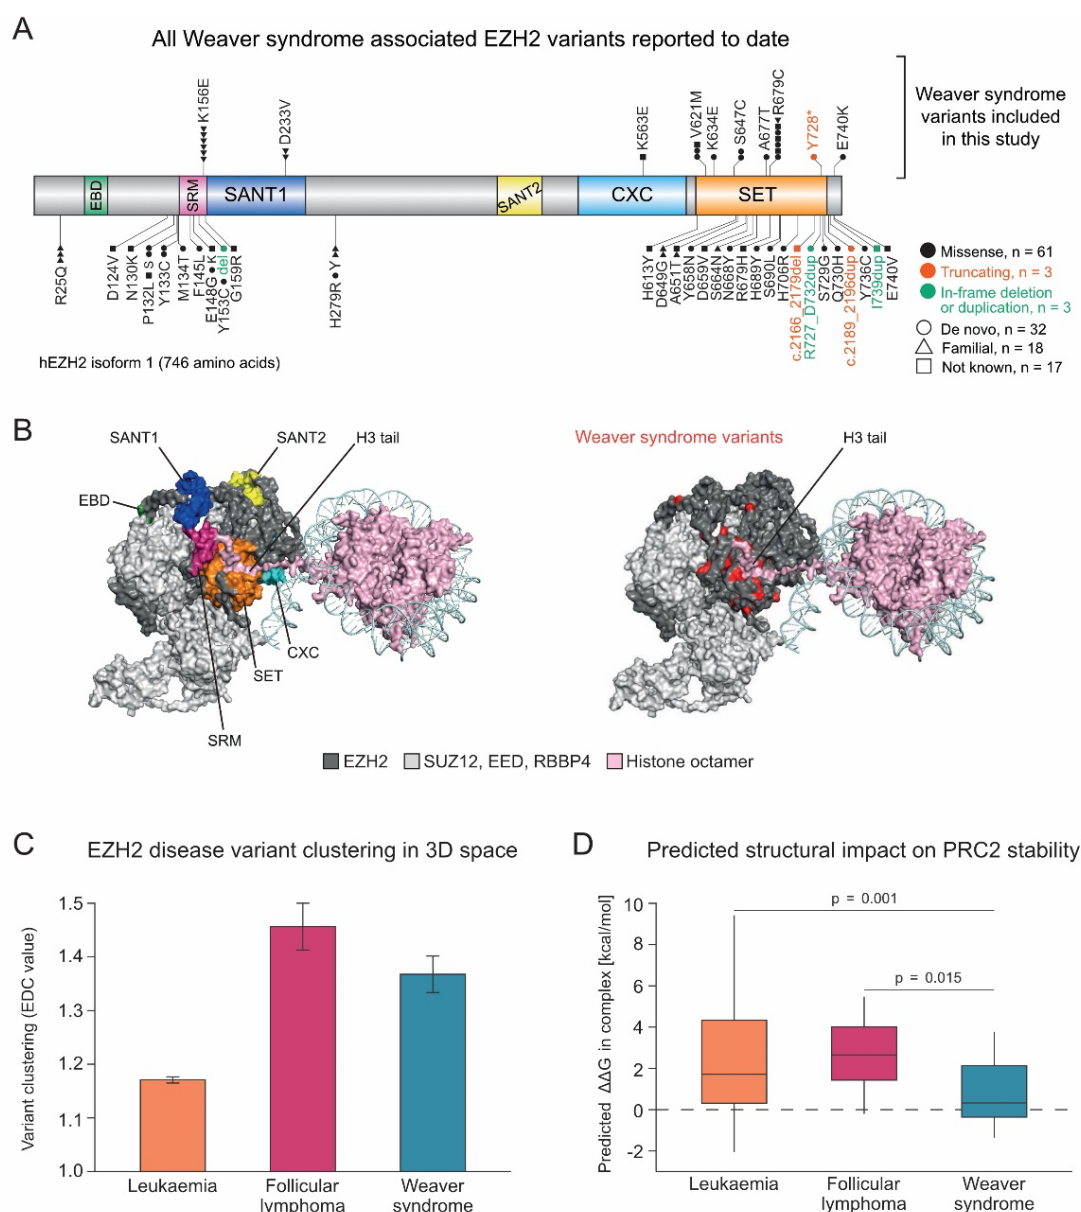 A
All Weaver syndrome associated EZH2 variants reported to date
K156E
D233V
K563E
V621M
K634E
S647C
A677T
R679C
Y728*
E740K
Weaver syndrome
variants included
in this study
EBD
SRM
SANT1
SANT2
CXC
SET
R25Q
D124V
N130K
P132L S
Y133C
M134T
F145L
E148G K
Y153C del
G159R
H279R Y
H613Y
D649G
A651T
Y658N
D659V
S664N
N668Y
R679H
H689Y
S690L
H706R
c.2166_2179del
R727_D732dup
S729G
Q730H
c.2189_2196dup
Y736C
I739dup
E740V
Missense, n = 61
Truncating, n = 3
In-frame deletion
or duplication, n = 3
De novo, n = 32
Familial, n = 18
Not known, n = 17
hEZH2 isoform 1 (746 amino acids)
B
SANT1
SANT2
H3 tail
EBD
CXC
SET
SRM
Weaver syndrome variants
H3 tail
EZH2
SUZ12, EED, RBBP4
Histone octamer
C
EZH2 disease variant clustering in 3D space
Variant clustering (EDC value)
1.5
1.4
1.3
1.2
1.1
1.0
Leukaemia
Follicular
lymphoma
Weaver
syndrome
D
Predicted structural impact on PRC2 stability
Predicted ΔΔG in complex [kcal/mol]
10
8
6
4
2
0
-2
p = 0.001
p = 0.015
Leukaemia
Follicular
lymphoma
Weaver
syndrome